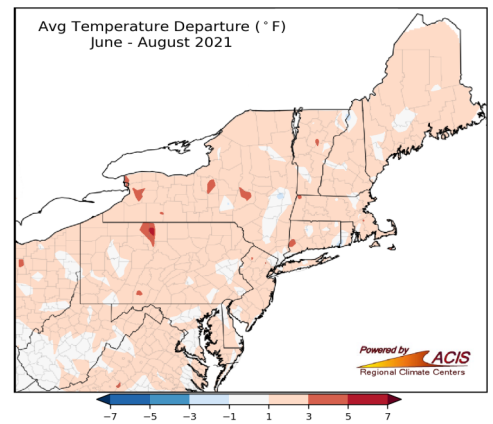 Avg Temperature Departure (°F)
June - August 2021
Powered by
ACIS
Regional Climate Centers
−7 −5 −3 −1 1 3 5 7